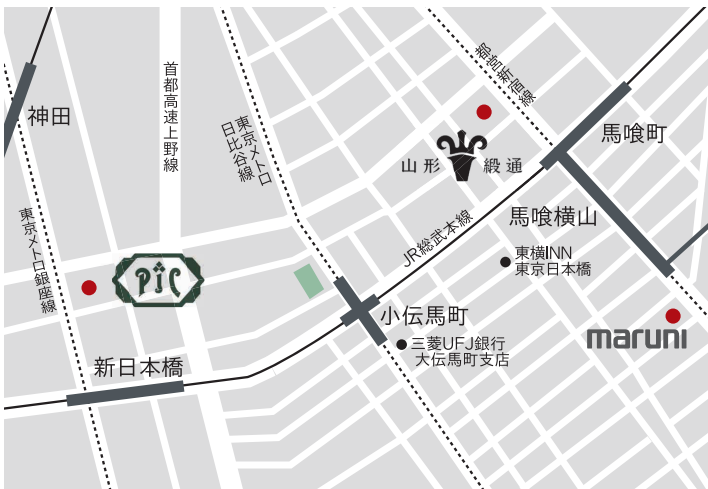 都営新宿線
首都高速上野線
神田
東京メトロ
日比谷線
馬喰町
山形 緞通
馬喰横山
東京メトロ銀座線
JR総武本線
東横INN
東京日本橋
PiC
小伝馬町
maruni
三菱UFJ銀行
大伝馬町支店
新日本橋